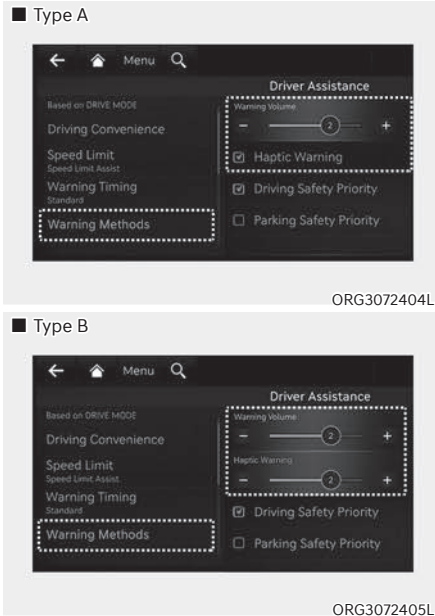 ■ Type A
Menu
Driver Assistance
Based on DRIVE MODE
Driving Convenience
Speed Limit
Speed Limit Assist
Warning Timing
Standard
Warning Methods
Warning Volume
- 2 +
Haptic Warning
Driving Safety Priority
Parking Safety Priority
ORG3072404L
■ Type B
Menu
Driver Assistance
Based on DRIVE MODE
Driving Convenience
Speed Limit
Speed Limit Assist
Warning Timing
Standard
Warning Methods
Warning Volume
- 2 +
Haptic Warning
- 2 +
Driving Safety Priority
Parking Safety Priority
ORG3072405L